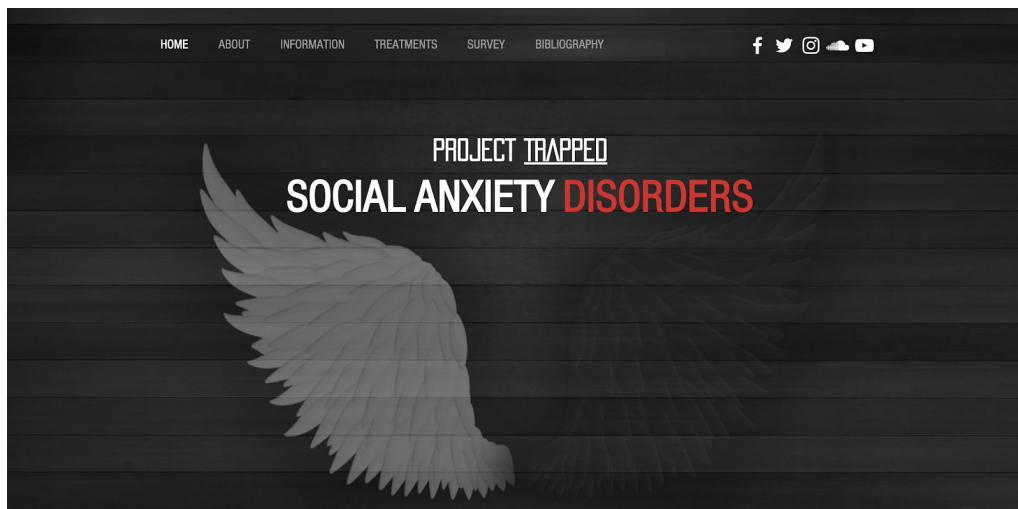 HOME ABOUT INFORMATION TREATMENTS SURVEY BIBLIOGRAPHY
PROJECT TRAPPED
SOCIAL ANXIETY DISORDERS